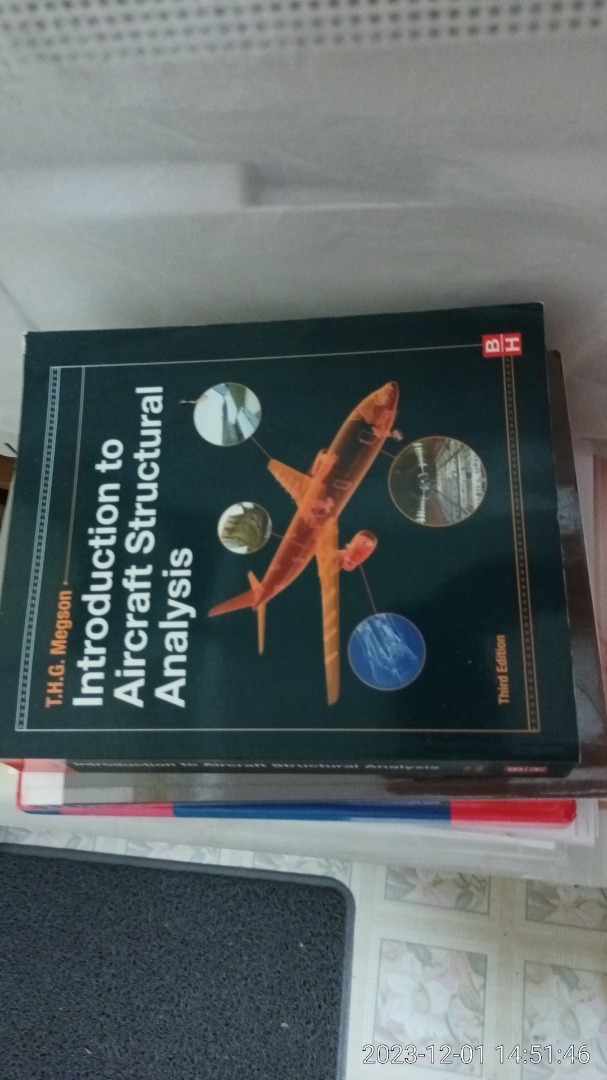 T.H.G. Megson
Introduction to
Aircraft Structural
Analysis
Third Edition
B
H
Introduction to Aircraft Structural Analysis
2023-12-01 14:51:46